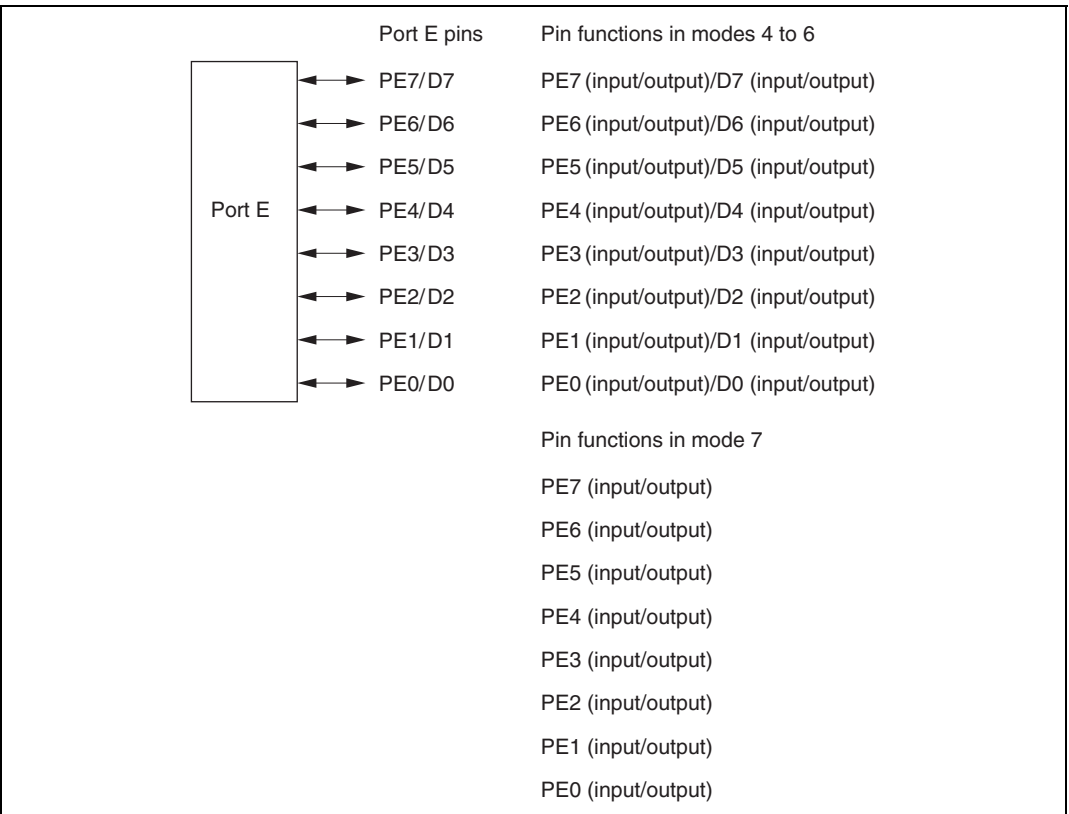 Port E pins Pin functions in modes 4 to 6
PE7/D7 PE7 (input/output)/D7 (input/output)
PE6/D6 PE6 (input/output)/D6 (input/output)
PE5/D5 PE5 (input/output)/D5 (input/output)
Port E PE4/D4 PE4 (input/output)/D4 (input/output)
PE3/D3 PE3 (input/output)/D3 (input/output)
PE2/D2 PE2 (input/output)/D2 (input/output)
PE1/D1 PE1 (input/output)/D1 (input/output)
PE0/D0 PE0 (input/output)/D0 (input/output)
Pin functions in mode 7
PE7 (input/output)
PE6 (input/output)
PE5 (input/output)
PE4 (input/output)
PE3 (input/output)
PE2 (input/output)
PE1 (input/output)
PE0 (input/output)